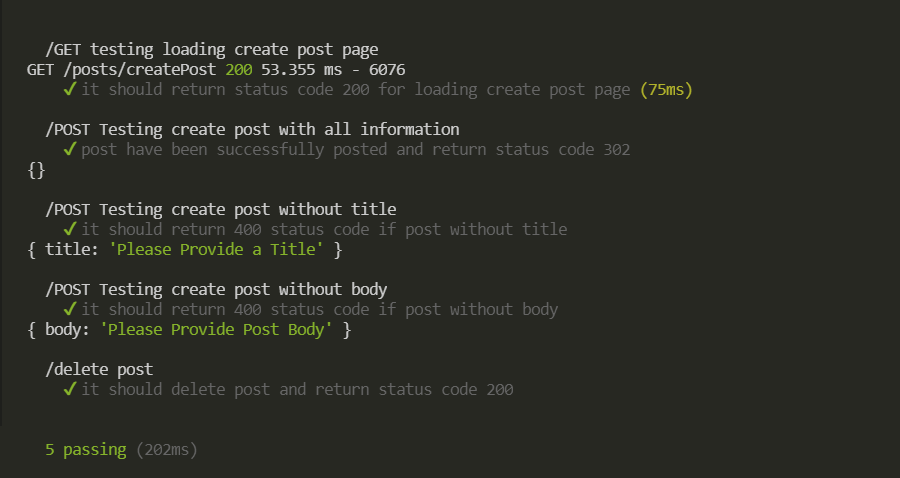 /GET testing loading create post page
GET /posts/createPost 200 53.355 ms - 6076
✓ it should return status code 200 for loading create post page (75ms)
/POST Testing create post with all information
✓ post have been successfully posted and return status code 302
{}
/POST Testing create post without title
✓ it should return 400 status code if post without title
{ title: 'Please Provide a Title' }
/POST Testing create post without body
✓ it should return 400 status code if post without body
{ body: 'Please Provide Post Body' }
/delete post
✓ it should delete post and return status code 200
5 passing (202ms)